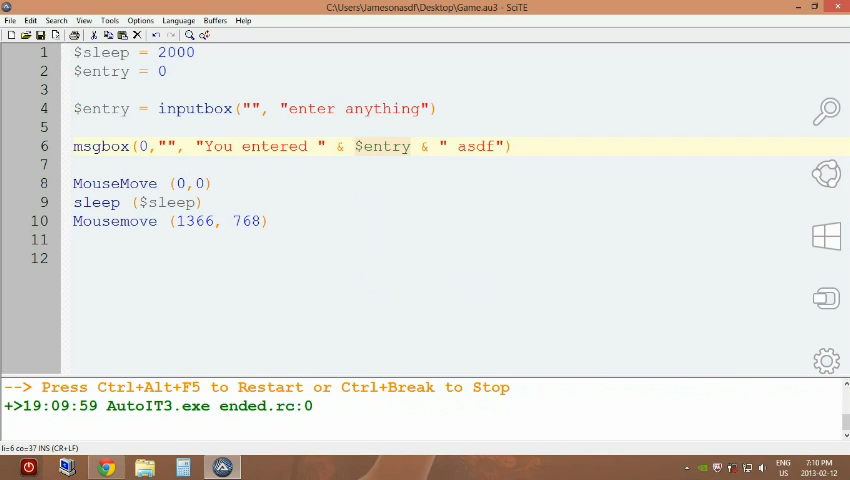 C:\Users\Jamesonasdf\Desktop\Game.au3 - SciTE
File Edit Search View Tools Options Language Buffers Help
1 $sleep = 2000
2 $entry = 0
3
4 $entry = inputbox("", "enter anything")
5
6 msgbox(0,"", "You entered " & $entry & " asdf")
7
8 MouseMove (0,0)
9 sleep ($sleep)
10 Mousemove (1366, 768)
11
12
--> Press Ctrl+Alt+F5 to Restart or Ctrl+Break to Stop
+>19:09:59 AutoIT3.exe ended.rc:0
li=6 co=37 INS (CR+LF)
ENG 7:10 PM
US 2013-02-12